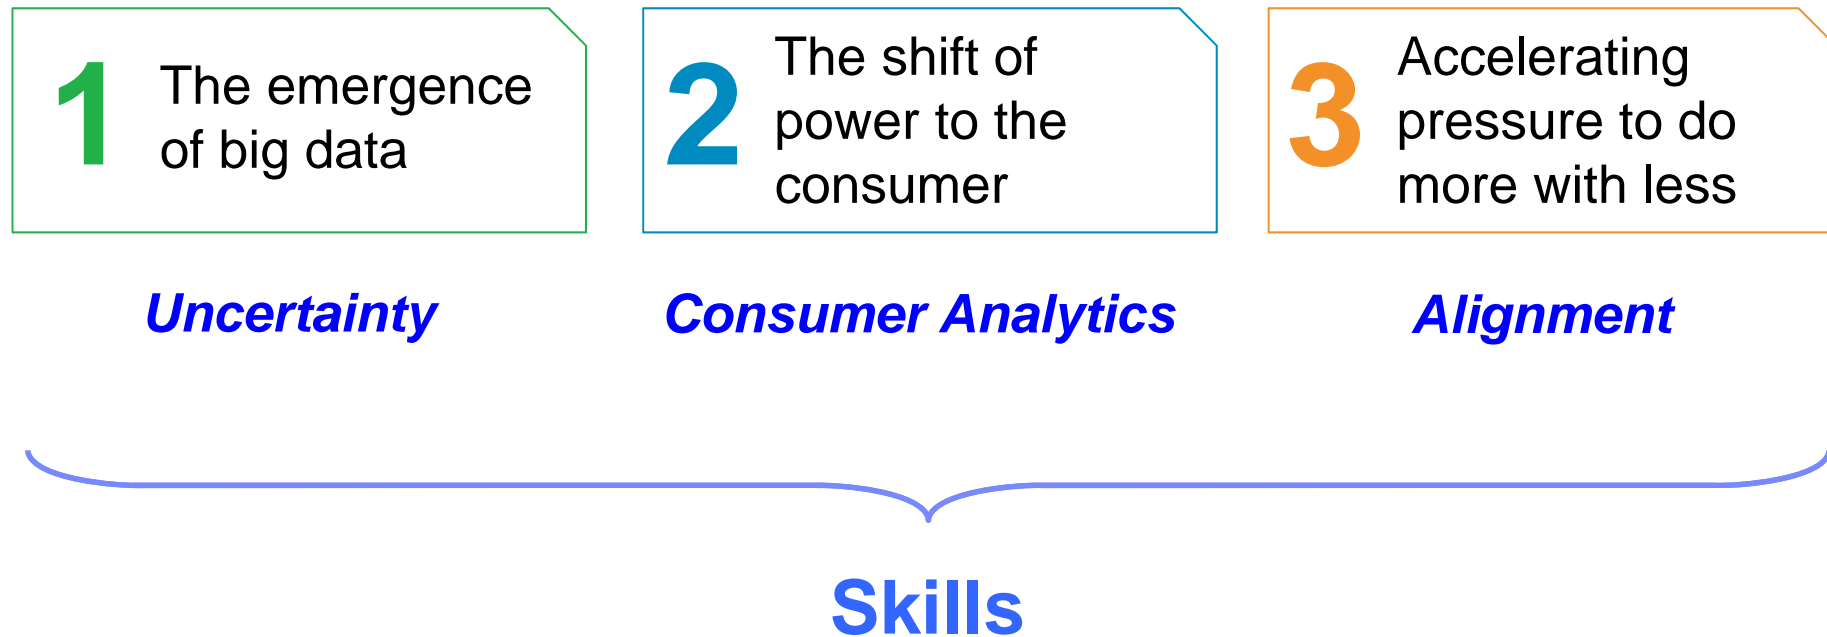 1
The emergence
of big data
2
The shift of
power to the
consumer
3
Accelerating
pressure to do
more with less
Uncertainty
Consumer Analytics
Alignment
Skills